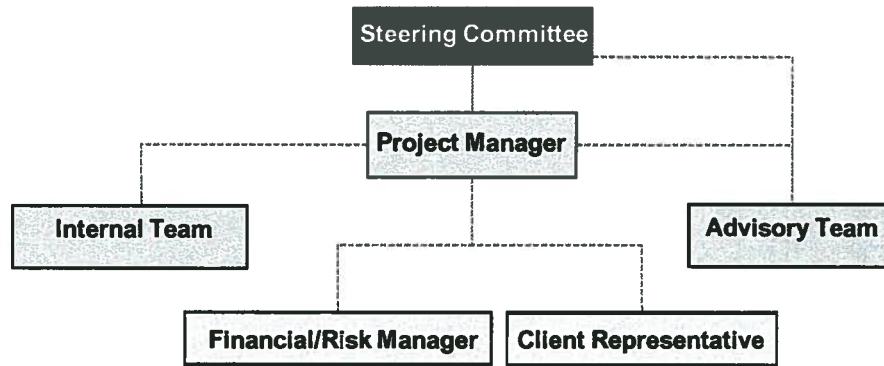 Steering Committee
Project Manager
Internal Team
Advisory Team
Financial/Risk Manager
Client Representative